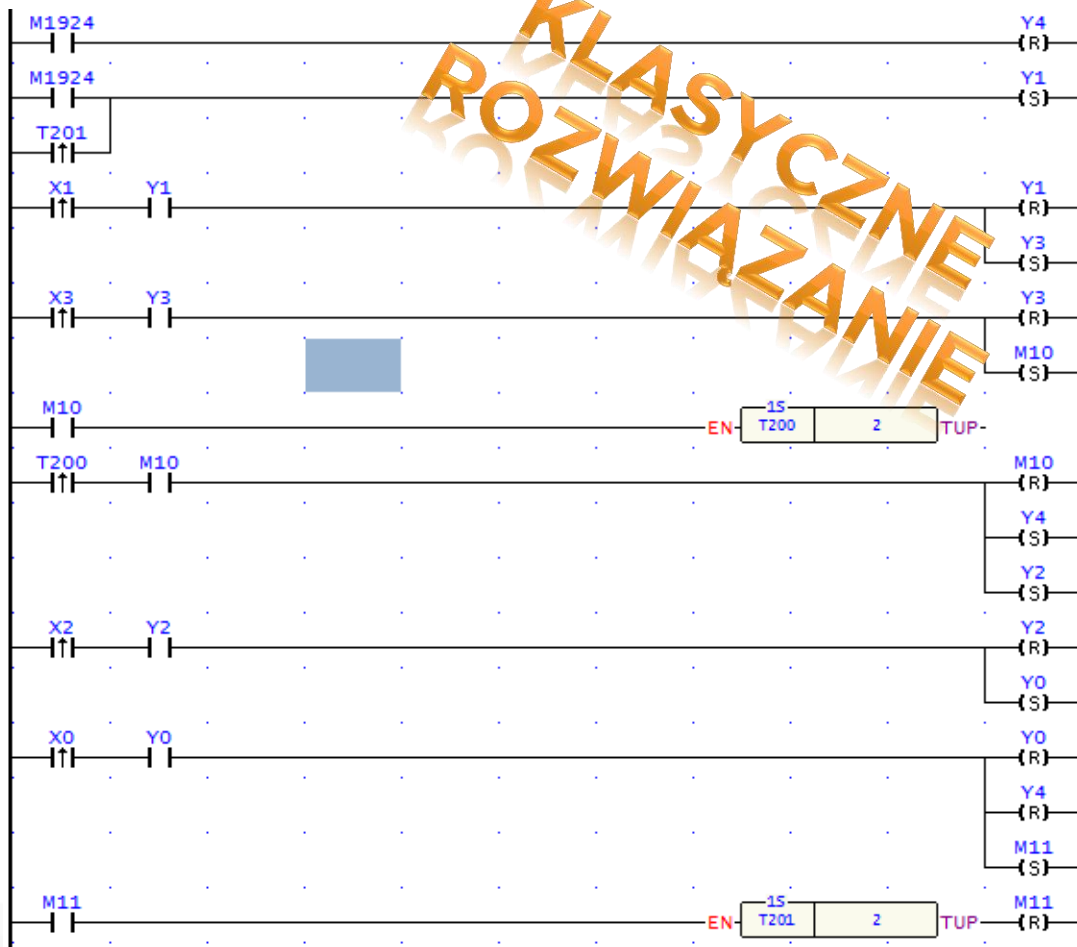 M1924 Y4
(R)
M1924 Y1
(S)
T201
X1 Y1 Y1
(R)
Y3
(S)
X3 Y3 Y3
(R)
M10
(S)
M10 EN 1S T200 2 TUP
T200 M10 M10
(R)
Y4
(S)
Y2
(S)
X2 Y2 Y2
(R)
Y0
(S)
X0 Y0 Y0
(R)
Y4
(R)
M11
(S)
M11 EN 1S T201 2 TUP M11
(R)
KLASYCZNE
ROZWIĄZANIE